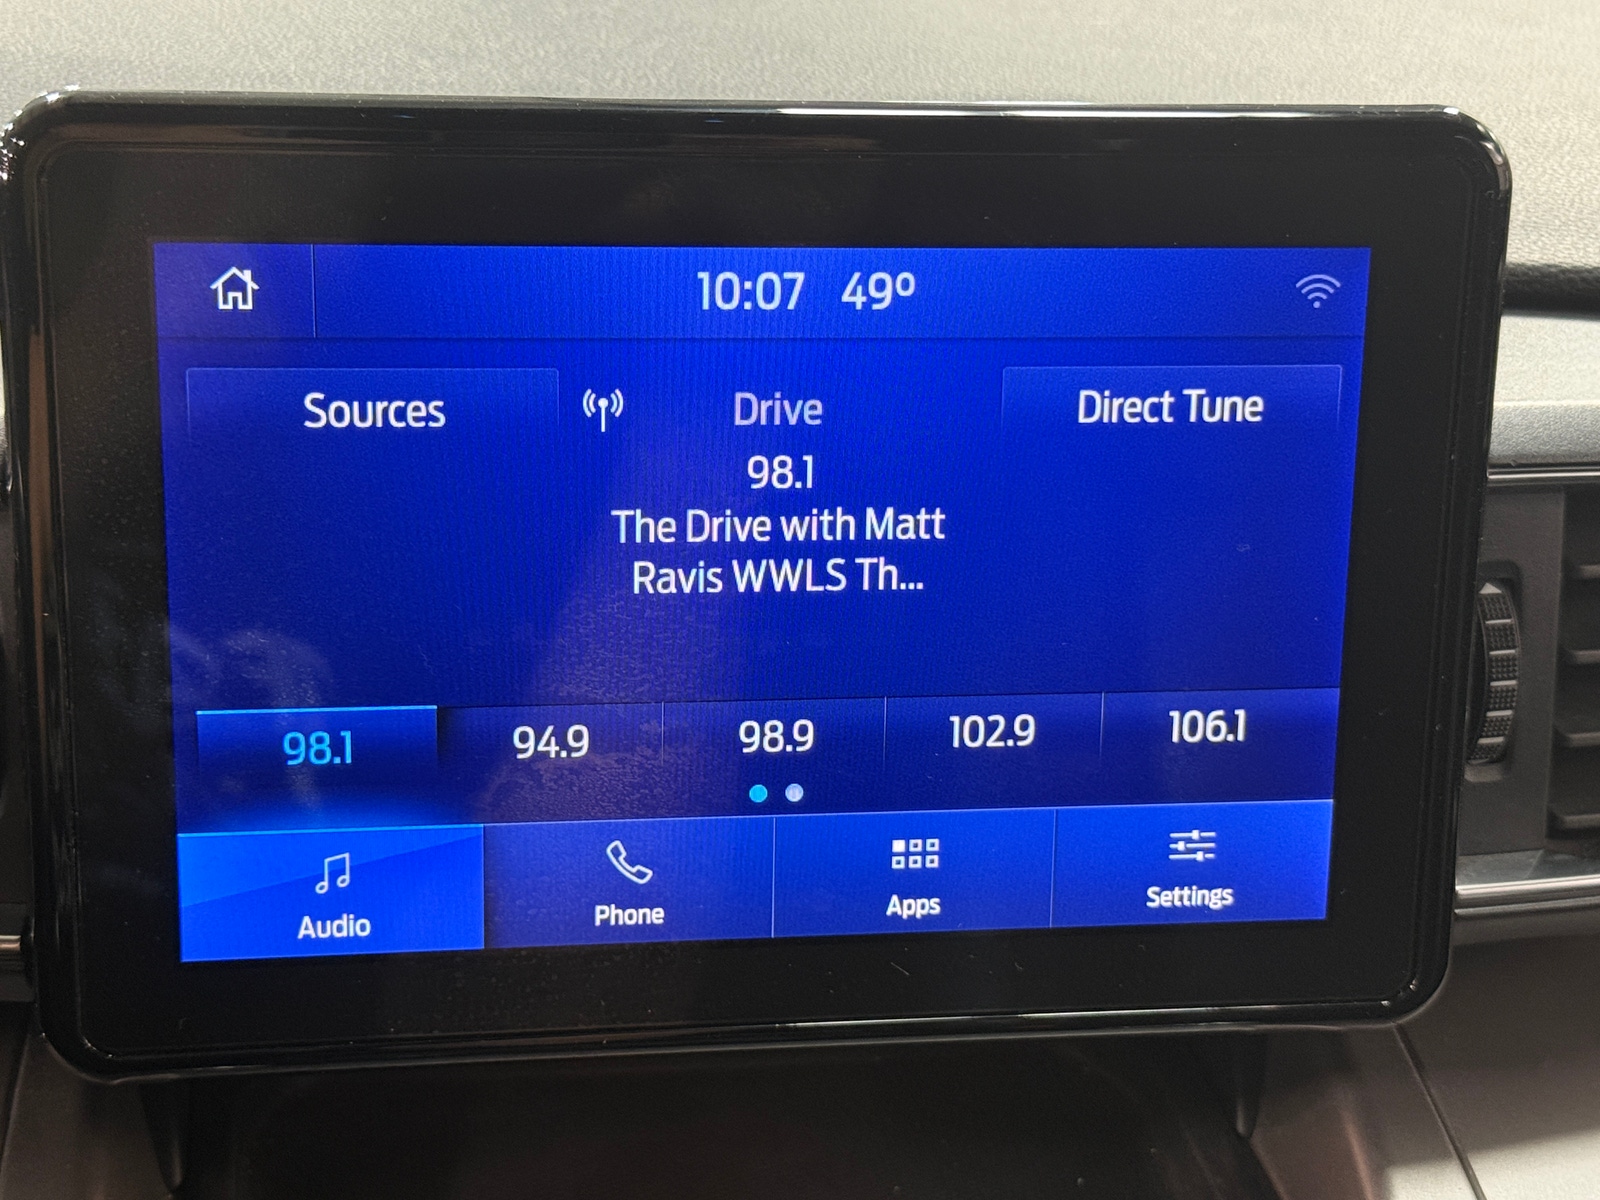 10:07 49º
Sources Drive Direct Tune
98.1
The Drive with Matt
Ravis WWLS Th...
98.1 94.9 98.9 102.9 106.1
Audio Phone Apps Settings